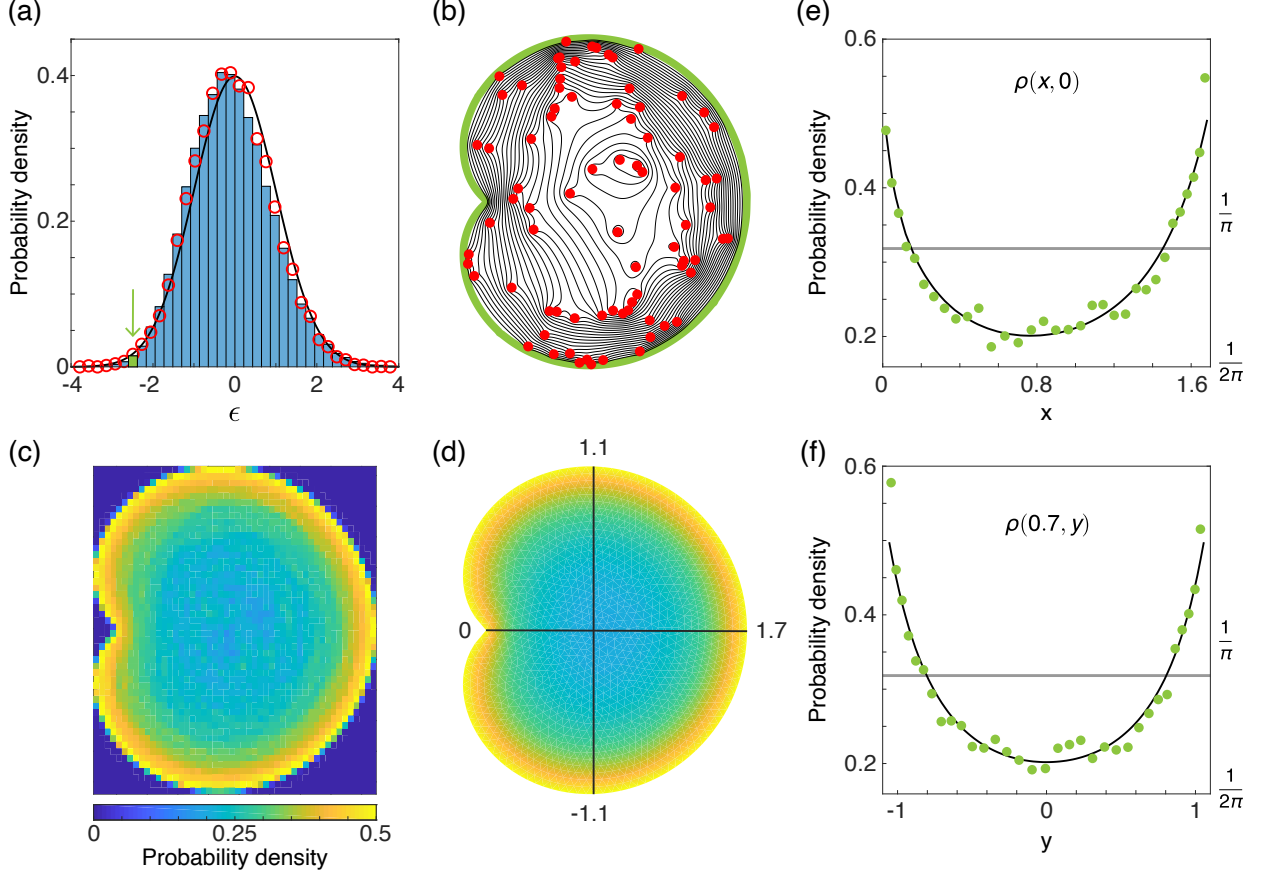 (a)
Probability density
0.4
0.2
0
-4
-2
0
2
4
ϵ
(b)
(c)
0
0.25
0.5
Probability density
(d)
1.1
0
1.7
-1.1
(e)
Probability density
0.6
0.4
0.2
ρ(x, 0)
1/π
1/2π
0
0.8
1.6
x
(f)
Probability density
0.6
0.4
0.2
ρ(0.7, y)
1/π
1/2π
-1
0
1
y